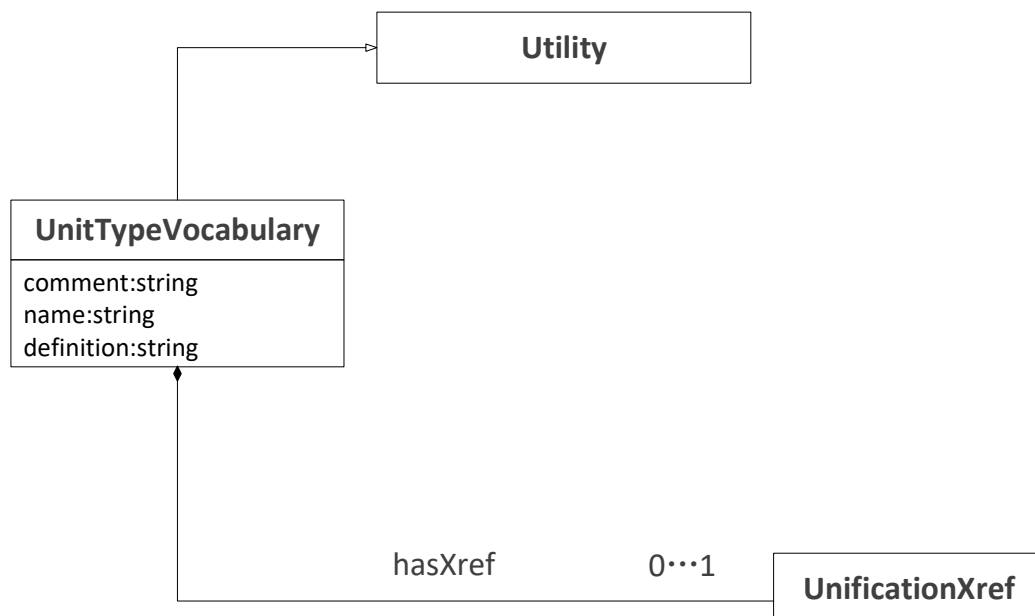 Utility
UnitTypeVocabulary
comment:string
name:string
definition:string
hasXref 0···1
UnificationXref